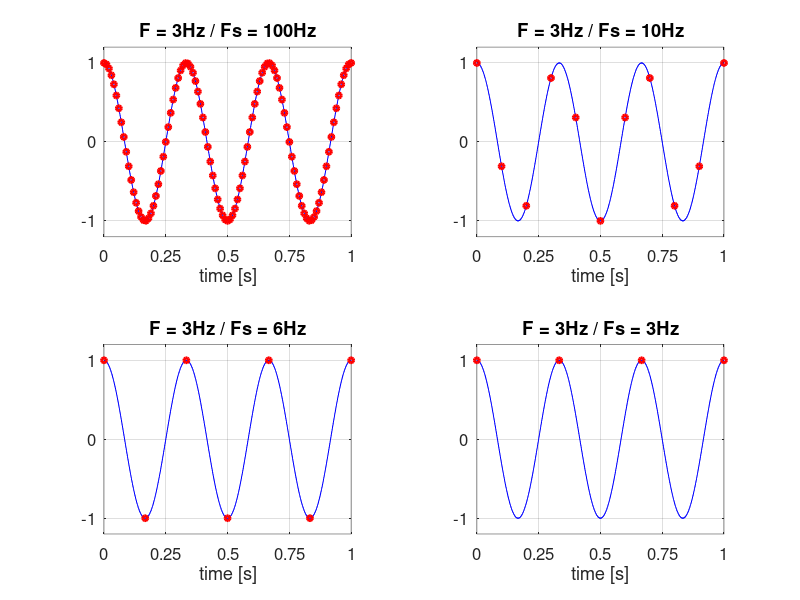 F = 3Hz / Fs = 100Hz
1
0
-1
0 0.25 0.5 0.75 1
time [s]
F = 3Hz / Fs = 10Hz
1
0
-1
0 0.25 0.5 0.75 1
time [s]
F = 3Hz / Fs = 6Hz
1
0
-1
0 0.25 0.5 0.75 1
time [s]
F = 3Hz / Fs = 3Hz
1
0
-1
0 0.25 0.5 0.75 1
time [s]